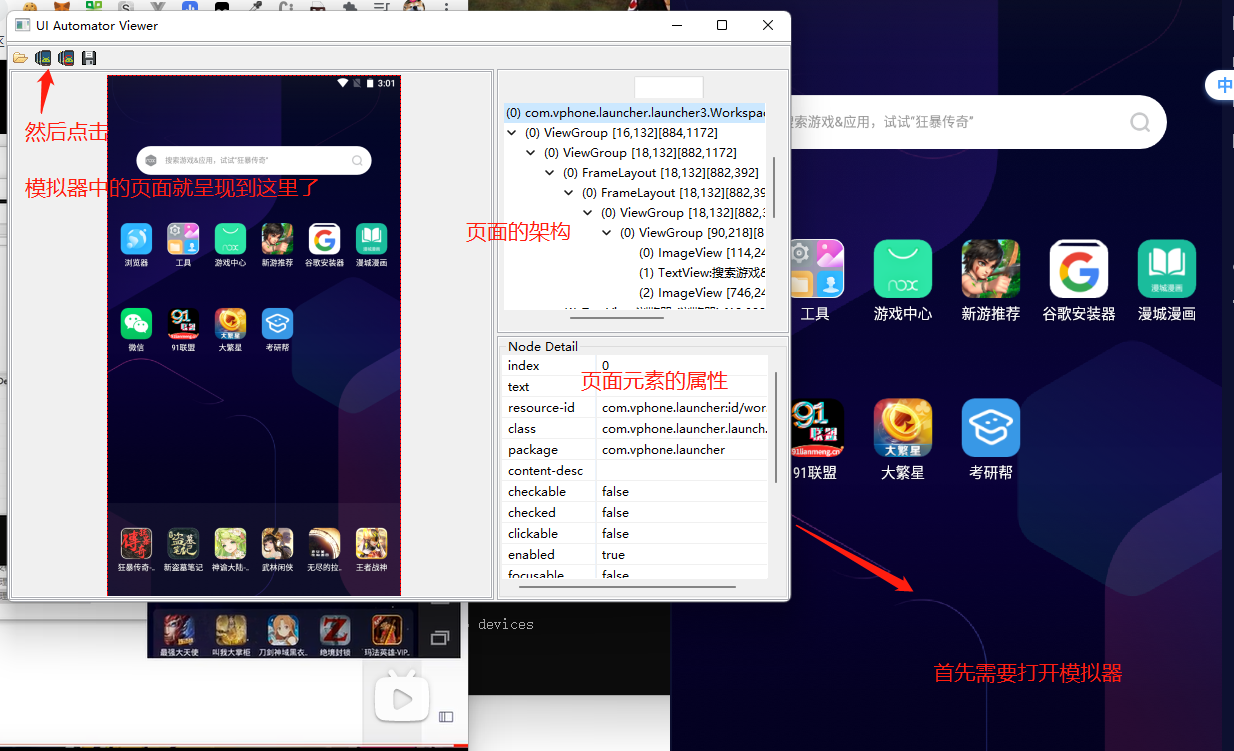 UI Automator Viewer
3:01
然后点击
搜索游戏&应用，试试“狂暴传奇”
模拟器中的页面就呈现到这里了
浏览器
工具
游戏中心
新游推荐
谷歌安装器
漫城漫画
微信
91联盟
大繁星
考研帮
狂暴传奇-..
新盗墓笔记
神谕大陆-..
武林闲侠
无尽的拉..
王者战神
(0) com.vphone.launcher.launcher3.Workspac
(0) ViewGroup [16,132][884,1172]
(0) ViewGroup [18,132][882,1172]
(0) FrameLayout [18,132][882,392]
(0) FrameLayout [18,132][882,39
(0) ViewGroup [18,132][882,3
(0) ViewGroup [90,218][8
(0) ImageView [114,24
(1) TextView:搜索游戏&
(2) ImageView [746,24
页面的架构
Node Detail
index 0
text
页面元素的属性
resource-id com.vphone.launcher:id/wor.
class com.vphone.launcher.launch.
package com.vphone.launcher
content-desc
checkable false
checked false
clickable false
enabled true
focusable false
中
搜索游戏&应用，试试“狂暴传奇”
工具
nox
游戏中心
新游推荐
谷歌安装器
漫城漫画
漫城漫画
91联盟
91lianmeng.cn
91联盟
大繁星
大繁星
考研帮
首先需要打开模拟器
devices
最强大天使
叫我大掌柜
刀剑神域黑衣..
绝境封锁
玛法英雄-VIP..